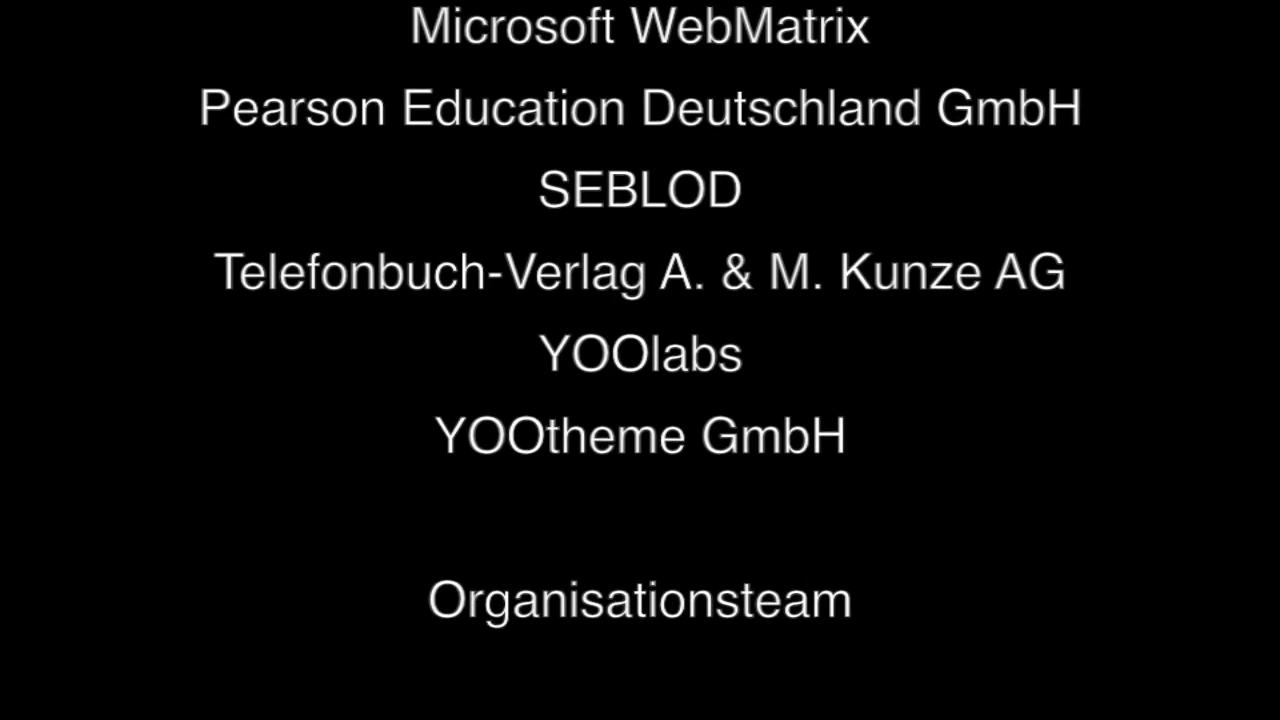 Microsoft WebMatrix
Pearson Education Deutschland GmbH
SEBLOD
Telefonbuch-Verlag A. & M. Kunze AG
YOOlabs
YOOtheme GmbH
Organisationsteam